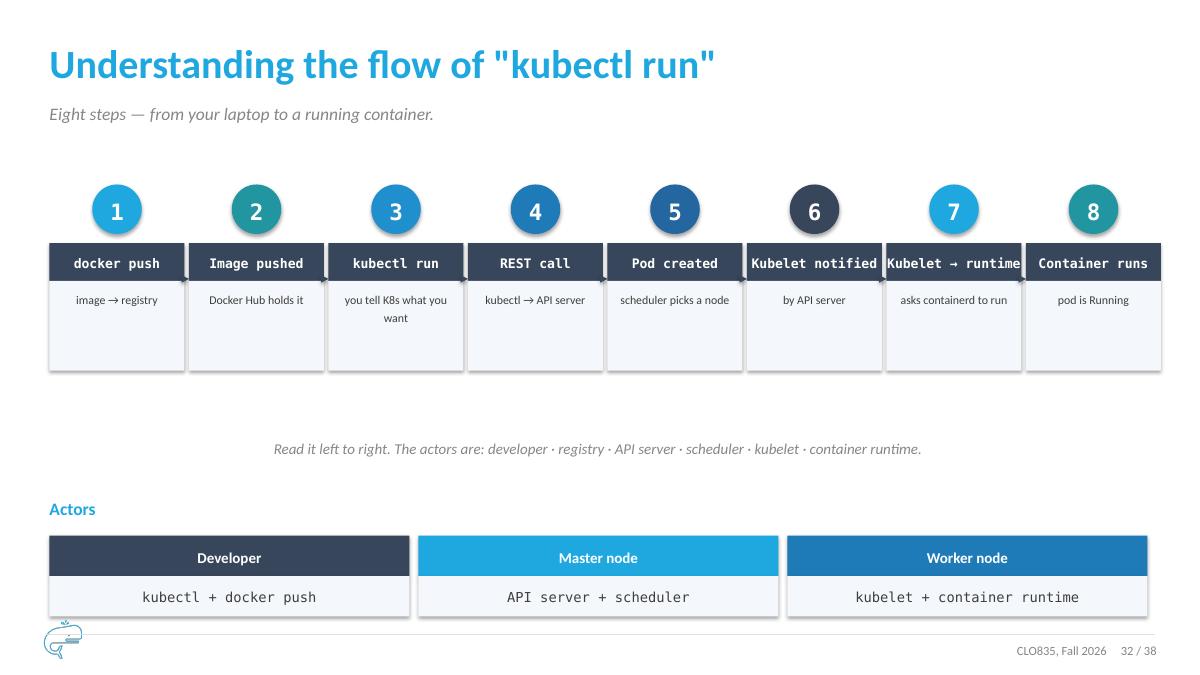 Understanding the flow of "kubectl run"
Eight steps — from your laptop to a running container.
1
2
3
4
5
6
7
8
docker push
Image pushed
kubectl run
REST call
Pod created
Kubelet notified
Kubelet → runtime
Container runs
image → registry
Docker Hub holds it
you tell K8s what you
want
kubectl → API server
scheduler picks a node
by API server
asks containerd to run
pod is Running
Read it left to right. The actors are: developer · registry · API server · scheduler · kubelet · container runtime.
Actors
Developer
Master node
Worker node
kubectl + docker push
API server + scheduler
kubelet + container runtime
CLO835, Fall 2026 32 / 38